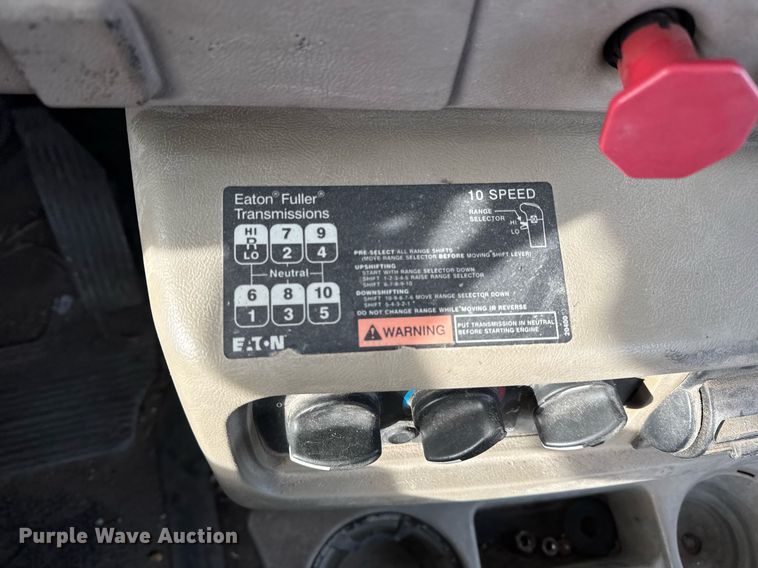 Eaton® Fuller®
Transmissions
10 SPEED
RANGE
SELECTOR
HI
LO
HI 7 9
R
LO 2 4
Neutral
6 8 10
1 3 5
PRE-SELECT ALL RANGE SHIFTS
(MOVE RANGE SELECTOR BEFORE MOVING SHIFT LEVER)
UPSHIFTING
START WITH RANGE SELECTOR DOWN
SHIFT 1-2-3-4-5 RAISE RANGE SELECTOR
SHIFT 6-7-8-9-10
DOWNSHIFTING
SHIFT 10-9-8-7-6 MOVE RANGE SELECTOR DOWN
SHIFT 5-4-3-2-1
DO NOT CHANGE RANGE WHILE MOVING IN REVERSE
WARNING
PUT TRANSMISSION IN NEUTRAL
BEFORE STARTING ENGINE
EATON
Purple Wave Auction